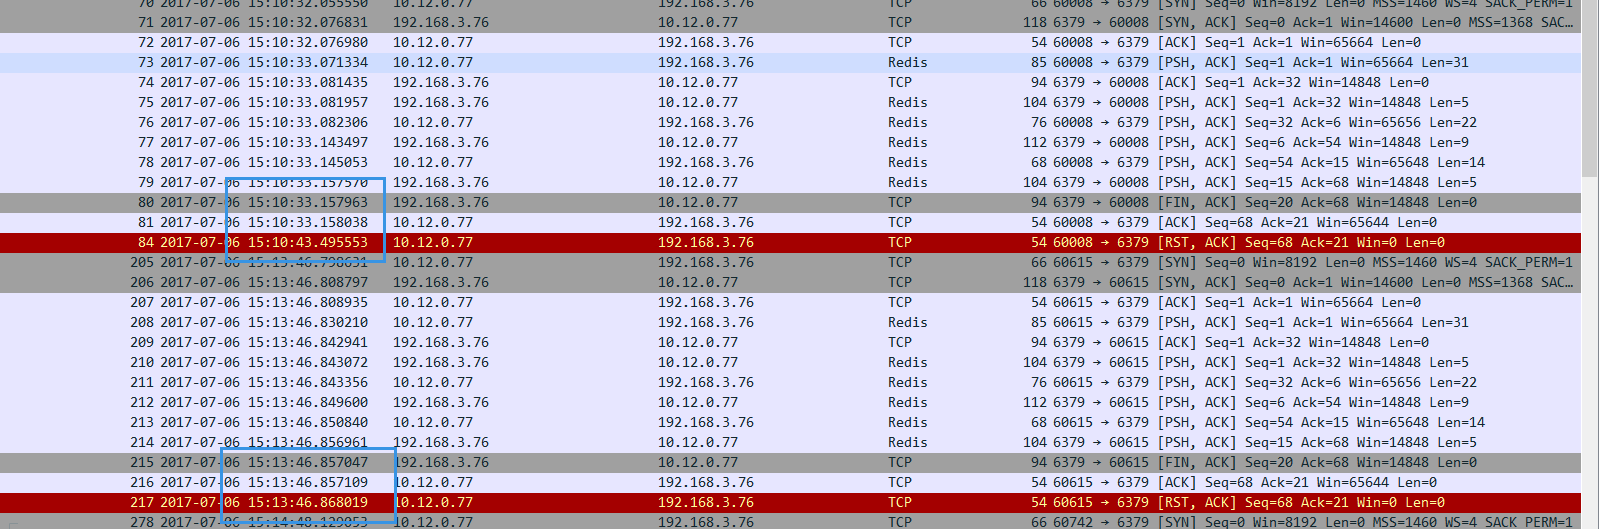 70 2017-07-06 15:10:32.055550 10.12.0.77 192.168.3.76 TCP 66 60008 → 6379 [SYN] Seq=0 Win=8192 Len=0 MSS=1460 WS=4 SACK_PERM=1
71 2017-07-06 15:10:32.076831 192.168.3.76 10.12.0.77 TCP 118 6379 → 60008 [SYN, ACK] Seq=0 Ack=1 Win=14600 Len=0 MSS=1368 SAC…
72 2017-07-06 15:10:32.076980 10.12.0.77 192.168.3.76 TCP 54 60008 → 6379 [ACK] Seq=1 Ack=1 Win=65664 Len=0
73 2017-07-06 15:10:33.071334 10.12.0.77 192.168.3.76 Redis 85 60008 → 6379 [PSH, ACK] Seq=1 Ack=1 Win=65664 Len=31
74 2017-07-06 15:10:33.081435 192.168.3.76 10.12.0.77 TCP 94 6379 → 60008 [ACK] Seq=1 Ack=32 Win=14848 Len=0
75 2017-07-06 15:10:33.081957 192.168.3.76 10.12.0.77 Redis 104 6379 → 60008 [PSH, ACK] Seq=1 Ack=32 Win=14848 Len=5
76 2017-07-06 15:10:33.082306 10.12.0.77 192.168.3.76 Redis 76 60008 → 6379 [PSH, ACK] Seq=32 Ack=6 Win=65656 Len=22
77 2017-07-06 15:10:33.143497 192.168.3.76 10.12.0.77 Redis 112 6379 → 60008 [PSH, ACK] Seq=6 Ack=54 Win=14848 Len=9
78 2017-07-06 15:10:33.145053 10.12.0.77 192.168.3.76 Redis 68 60008 → 6379 [PSH, ACK] Seq=54 Ack=15 Win=65648 Len=14
79 2017-07-06 15:10:33.157570 192.168.3.76 10.12.0.77 Redis 104 6379 → 60008 [PSH, ACK] Seq=15 Ack=68 Win=14848 Len=5
80 2017-07-06 15:10:33.157963 192.168.3.76 10.12.0.77 TCP 94 6379 → 60008 [FIN, ACK] Seq=20 Ack=68 Win=14848 Len=0
81 2017-07-06 15:10:33.158038 10.12.0.77 192.168.3.76 TCP 54 60008 → 6379 [ACK] Seq=68 Ack=21 Win=65644 Len=0
84 2017-07-06 15:10:43.495553 10.12.0.77 192.168.3.76 TCP 54 60008 → 6379 [RST, ACK] Seq=68 Ack=21 Win=0 Len=0
205 2017-07-06 15:13:46.798631 10.12.0.77 192.168.3.76 TCP 66 60615 → 6379 [SYN] Seq=0 Win=8192 Len=0 MSS=1460 WS=4 SACK_PERM=1
206 2017-07-06 15:13:46.808797 192.168.3.76 10.12.0.77 TCP 118 6379 → 60615 [SYN, ACK] Seq=0 Ack=1 Win=14600 Len=0 MSS=1368 SAC…
207 2017-07-06 15:13:46.808935 10.12.0.77 192.168.3.76 TCP 54 60615 → 6379 [ACK] Seq=1 Ack=1 Win=65664 Len=0
208 2017-07-06 15:13:46.830210 10.12.0.77 192.168.3.76 Redis 85 60615 → 6379 [PSH, ACK] Seq=1 Ack=1 Win=65664 Len=31
209 2017-07-06 15:13:46.842941 192.168.3.76 10.12.0.77 TCP 94 6379 → 60615 [ACK] Seq=1 Ack=32 Win=14848 Len=0
210 2017-07-06 15:13:46.843072 192.168.3.76 10.12.0.77 Redis 104 6379 → 60615 [PSH, ACK] Seq=1 Ack=32 Win=14848 Len=5
211 2017-07-06 15:13:46.843356 10.12.0.77 192.168.3.76 Redis 76 60615 → 6379 [PSH, ACK] Seq=32 Ack=6 Win=65656 Len=22
212 2017-07-06 15:13:46.849600 192.168.3.76 10.12.0.77 Redis 112 6379 → 60615 [PSH, ACK] Seq=6 Ack=54 Win=14848 Len=9
213 2017-07-06 15:13:46.850840 10.12.0.77 192.168.3.76 Redis 68 60615 → 6379 [PSH, ACK] Seq=54 Ack=15 Win=65648 Len=14
214 2017-07-06 15:13:46.856961 192.168.3.76 10.12.0.77 Redis 104 6379 → 60615 [PSH, ACK] Seq=15 Ack=68 Win=14848 Len=5
215 2017-07-06 15:13:46.857047 192.168.3.76 10.12.0.77 TCP 94 6379 → 60615 [FIN, ACK] Seq=20 Ack=68 Win=14848 Len=0
216 2017-07-06 15:13:46.857109 10.12.0.77 192.168.3.76 TCP 54 60615 → 6379 [ACK] Seq=68 Ack=21 Win=65644 Len=0
217 2017-07-06 15:13:46.868019 10.12.0.77 192.168.3.76 TCP 54 60615 → 6379 [RST, ACK] Seq=68 Ack=21 Win=0 Len=0
278 2017-07-06 15:14:48.129853 10.12.0.77 192.168.3.76 TCP 66 60742 → 6379 [SYN] Seq=0 Win=8192 Len=0 MSS=1460 WS=4 SACK_PERM=1